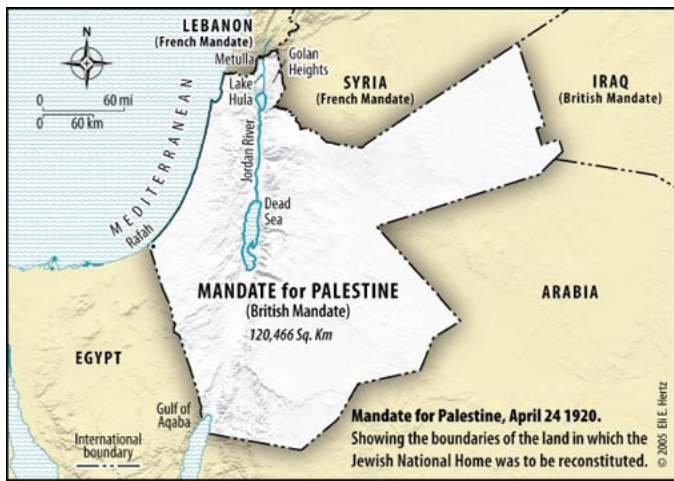 LEBANON
(French Mandate)
Metulla
Golan
Heights
N
0 60 mi
0 60 km
Lake
Hula
SYRIA
(French Mandate)
IRAQ
(British Mandate)
MEDITERRANEAN
Jordan River
Dead
Sea
Rafah
MANDATE for PALESTINE
(British Mandate)
120,466 Sq. Km
ARABIA
EGYPT
Gulf of
Aqaba
International
boundary
Mandate for Palestine, April 24 1920.
Showing the boundaries of the land in which the
Jewish National Home was to be reconstituted.
© 2005 Eli E. Hertz